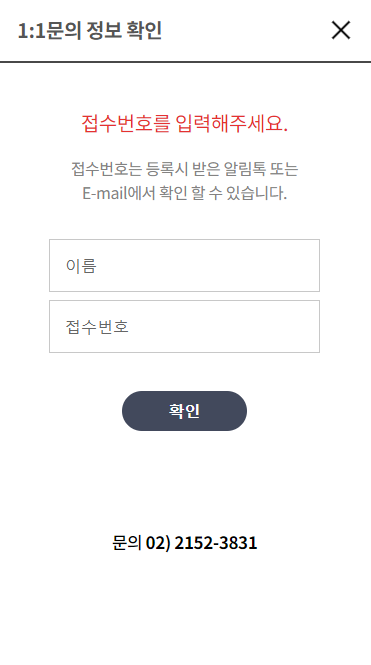 1:1문의 정보 확인
접수번호를 입력해주세요.
접수번호는 등록시 받은 알림톡 또는
E-mail에서 확인 할 수 있습니다.
이름
접수번호
확인
문의 02) 2152-3831